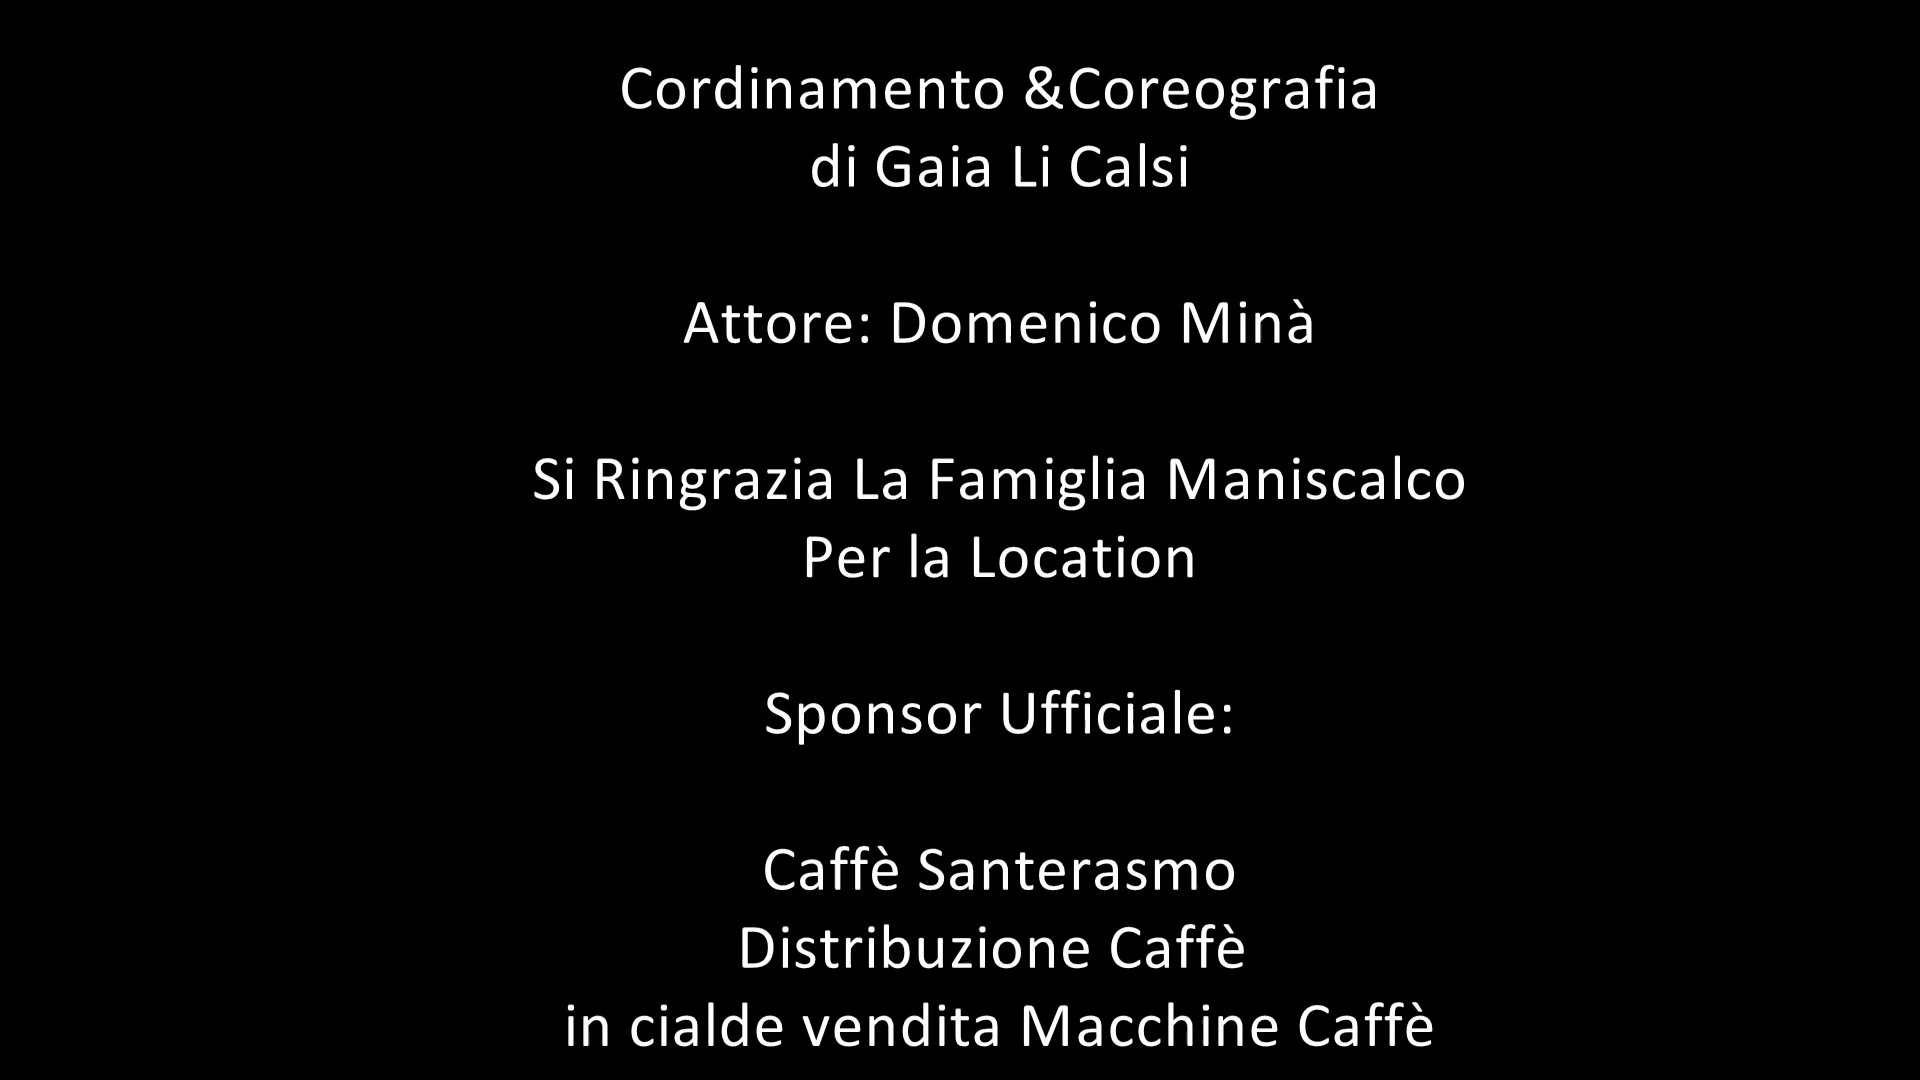 Cordinamento &Coreografia
di Gaia Li Calsi
Attore: Domenico Minà
Si Ringrazia La Famiglia Maniscalco
Per la Location
Sponsor Ufficiale:
Caffè Santerasmo
Distribuzione Caffè
in cialde vendita Macchine Caffè